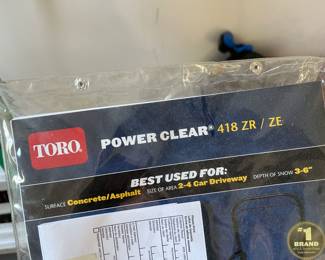 TORO.
POWER CLEAR® 418 ZR / ZE
BEST USED FOR:
SURFACE Concrete/Asphalt SIZE OF AREA 2-4 Car Driveway DEPTH OF SNOW 3-6"
#1
BRAND